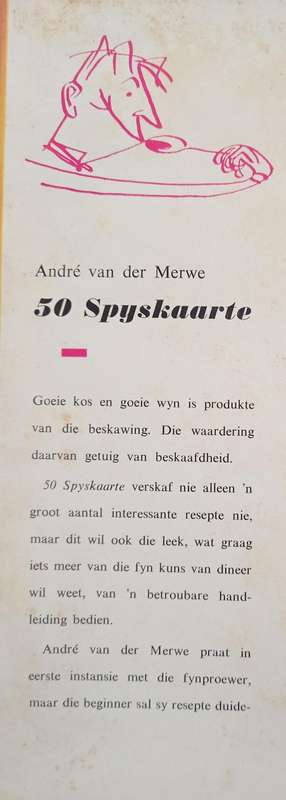 André van der Merwe
50 Spyskaarte
Goeie kos en goeie wyn is produkte
van die beskawing. Die waardering
daarvan getuig van beskaafdheid.
50 Spyskaarte verskaf nie alleen 'n
groot aantal interessante resepte nie,
maar dit wil ook die leek, wat graag
iets meer van die fyn kuns van dineer
wil weet, van 'n betroubare hand-
leiding bedien.
André van der Merwe praat in
eerste instansie met die fynproewer,
maar die beginner sal sy resepte duide-